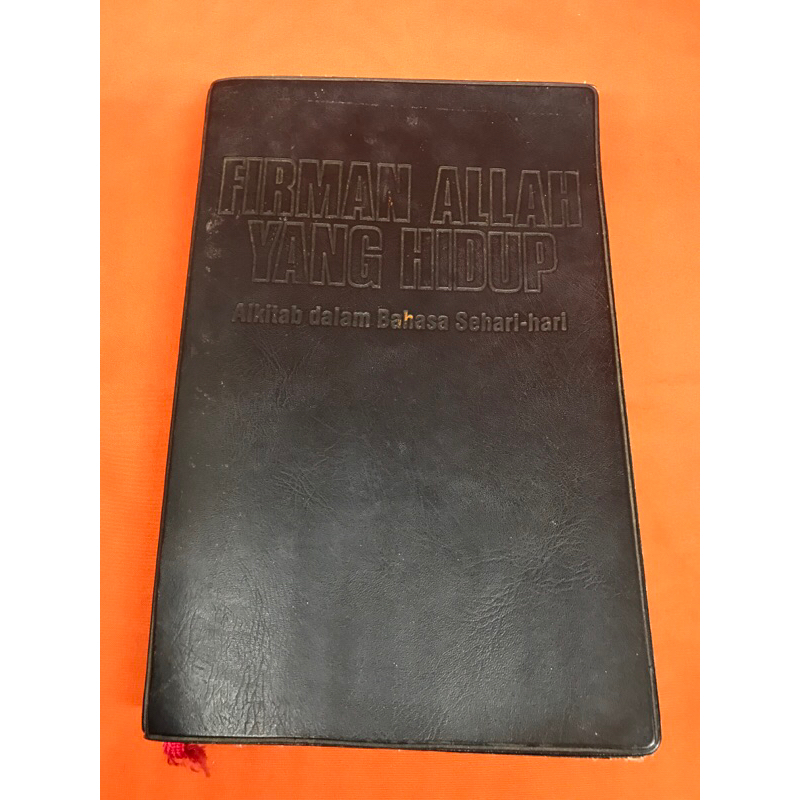 FIRMAN ALLAH
YANG HIDUP
Alkitab dalam Bahasa Sehari-hari